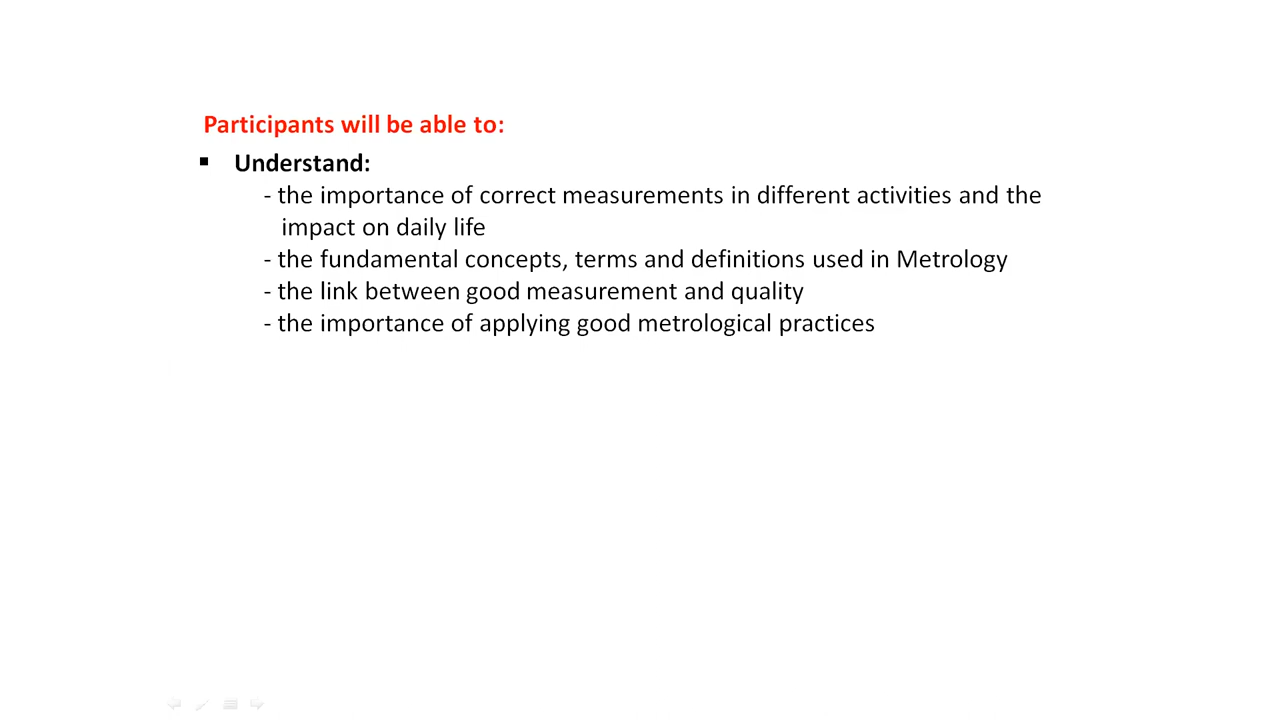 Participants will be able to:
▪ Understand:
- the importance of correct measurements in different activities and the
impact on daily life
- the fundamental concepts, terms and definitions used in Metrology
- the link between good measurement and quality
- the importance of applying good metrological practices